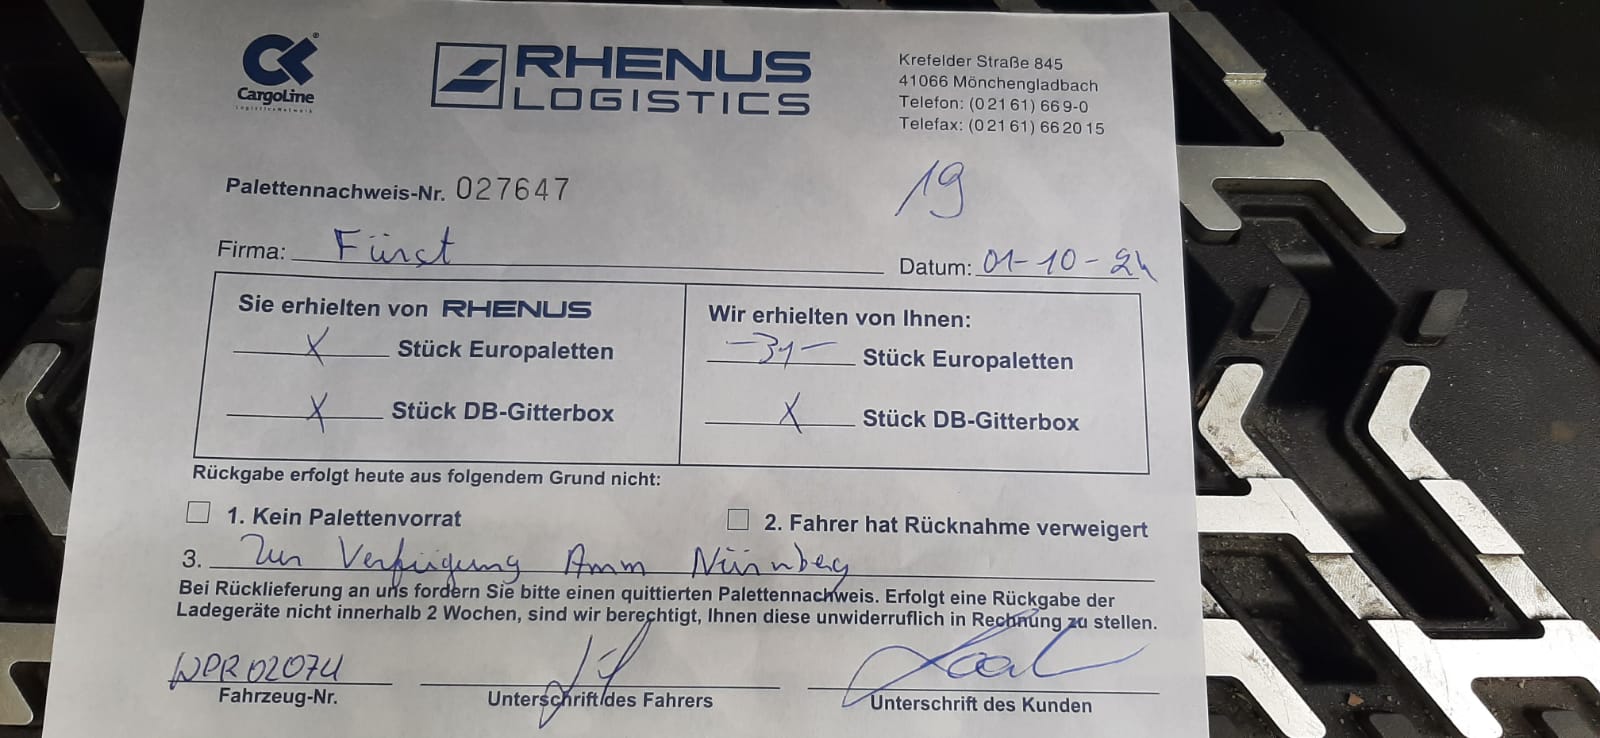 CargoLine
LogisticsNetwork
RHENUS
LOGISTICS
Krefelder Straße 845
41066 Mönchengladbach
Telefon: (0 21 61) 66 9-0
Telefax: (0 21 61) 66 20 15
19
Palettennachweis-Nr. 027647
Firma: Fürst
Datum: 01-10-24
Sie erhielten von RHENUS
X Stück Europaletten
X Stück DB-Gitterbox
Wir erhielten von Ihnen:
-31- Stück Europaletten
X Stück DB-Gitterbox
Rückgabe erfolgt heute aus folgendem Grund nicht:
1. Kein Palettenvorrat
2. Fahrer hat Rücknahme verweigert
3. Zur Verfügung Amm Nürnberg
Bei Rücklieferung an uns fordern Sie bitte einen quittierten Palettennachweis. Erfolgt eine Rückgabe der
Ladegeräte nicht innerhalb 2 Wochen, sind wir berechtigt, Ihnen diese unwiderruflich in Rechnung zu stellen.
WPR02074
Fahrzeug-Nr.
Unterschrift des Fahrers
Unterschrift des Kunden